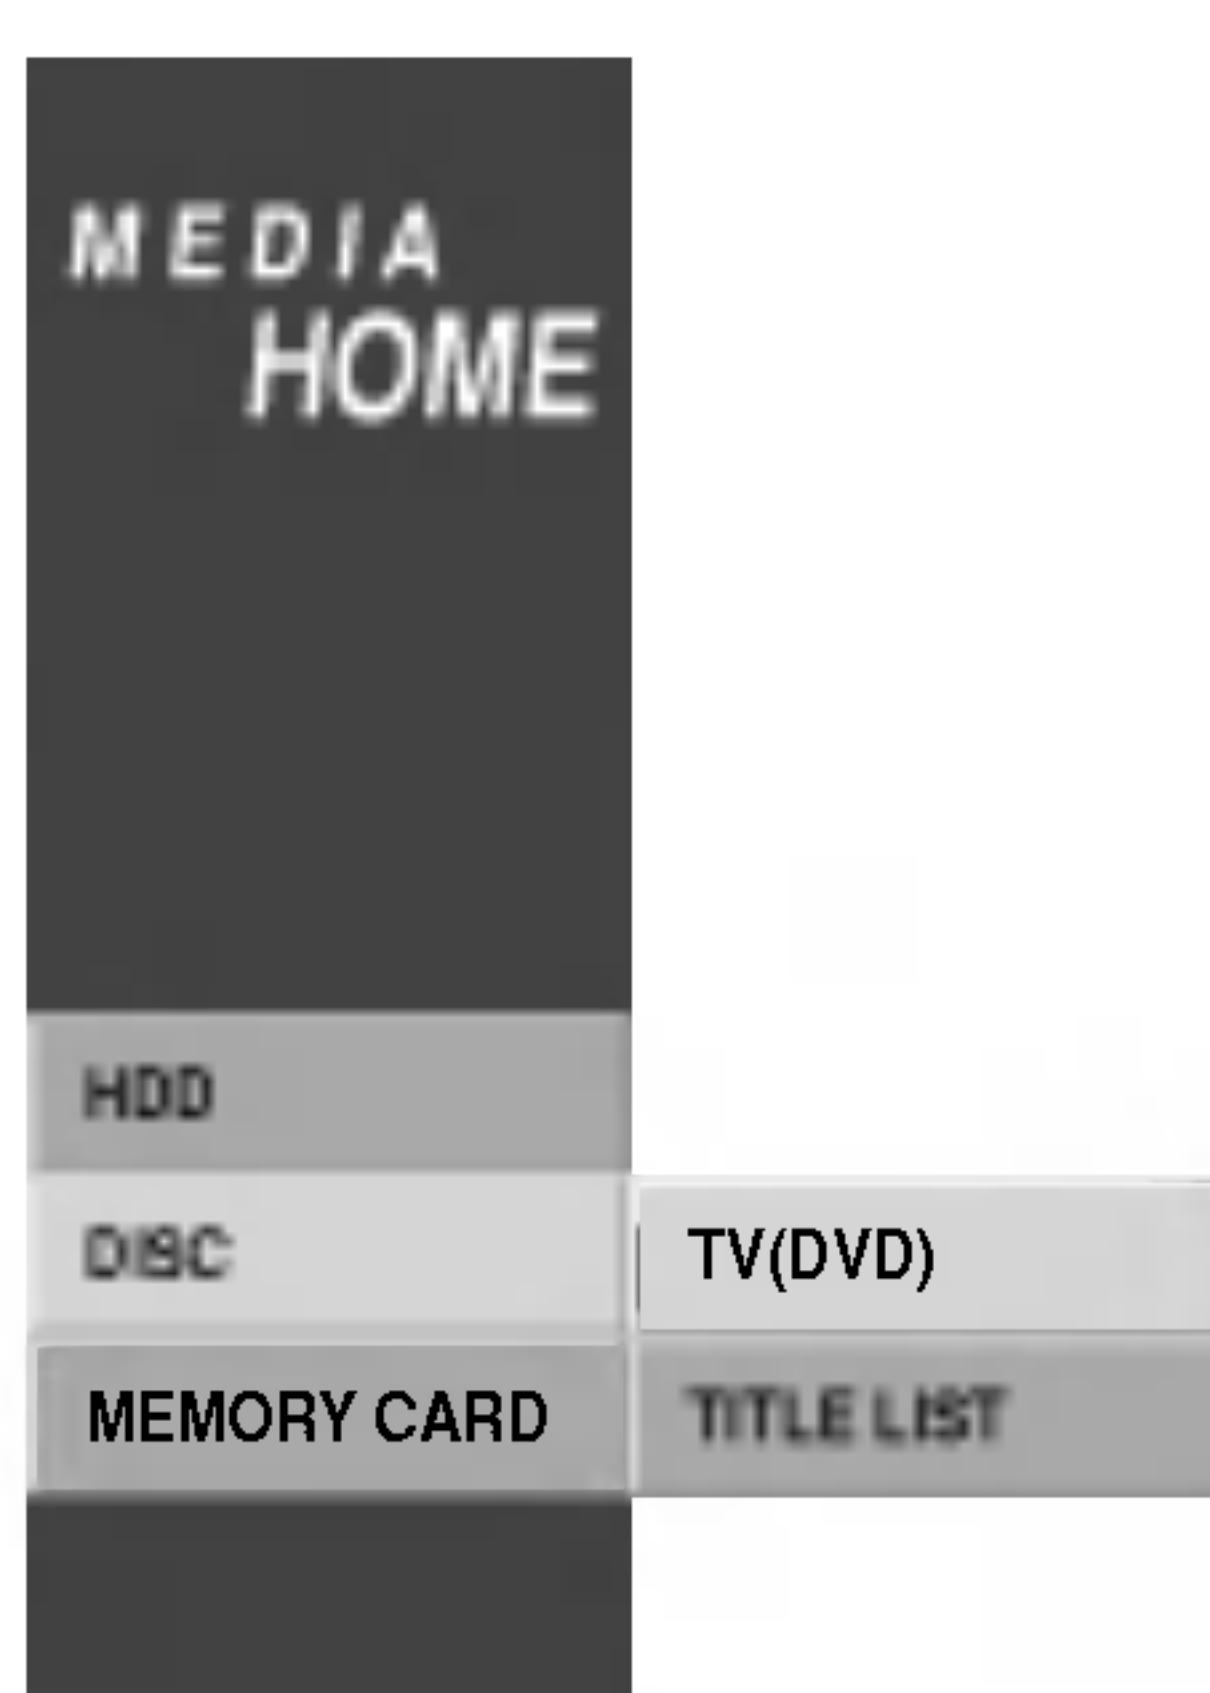 MEDIA
HOME
HDD
DISC
TV(DVD)
MEMORY CARD
TITLE LIST